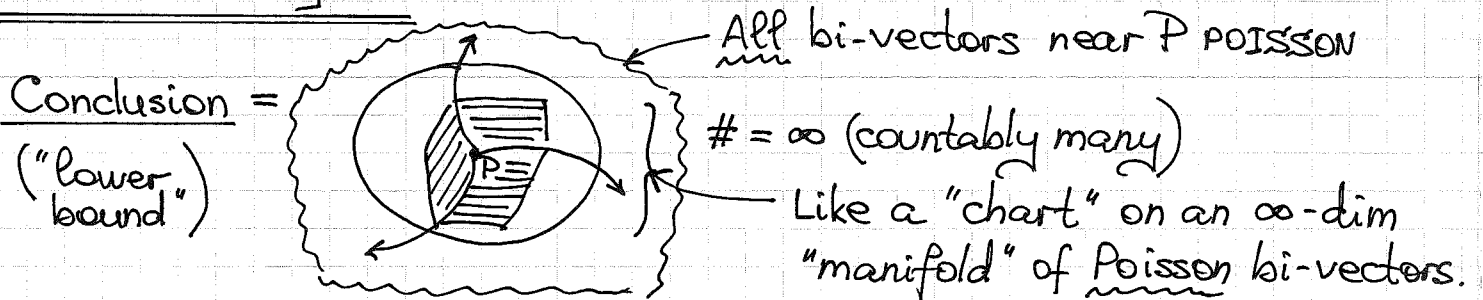 All bi-vectors near P POISSON
Conclusion =
("lower bound")
P
# = ∞ (countably many)
Like a "chart" on an ∞-dim
"manifold" of Poisson bi-vectors.